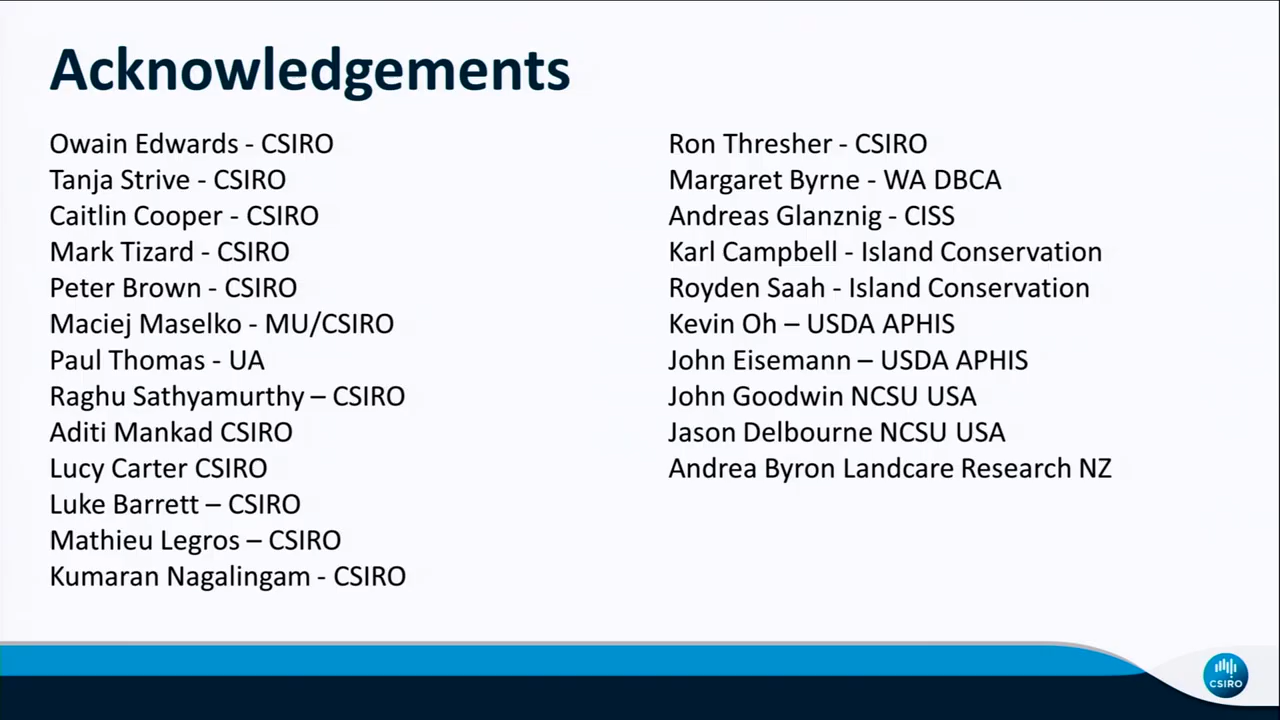 Acknowledgements
Owain Edwards - CSIRO
Tanja Strive - CSIRO
Caitlin Cooper - CSIRO
Mark Tizard - CSIRO
Peter Brown - CSIRO
Maciej Maselko - MU/CSIRO
Paul Thomas - UA
Raghu Sathyamurthy – CSIRO
Aditi Mankad CSIRO
Lucy Carter CSIRO
Luke Barrett – CSIRO
Mathieu Legros – CSIRO
Kumaran Nagalingam - CSIRO
Ron Thresher - CSIRO
Margaret Byrne - WA DBCA
Andreas Glanznig - CISS
Karl Campbell - Island Conservation
Royden Saah - Island Conservation
Kevin Oh – USDA APHIS
John Eisemann – USDA APHIS
John Goodwin NCSU USA
Jason Delbourne NCSU USA
Andrea Byron Landcare Research NZ
CSIRO